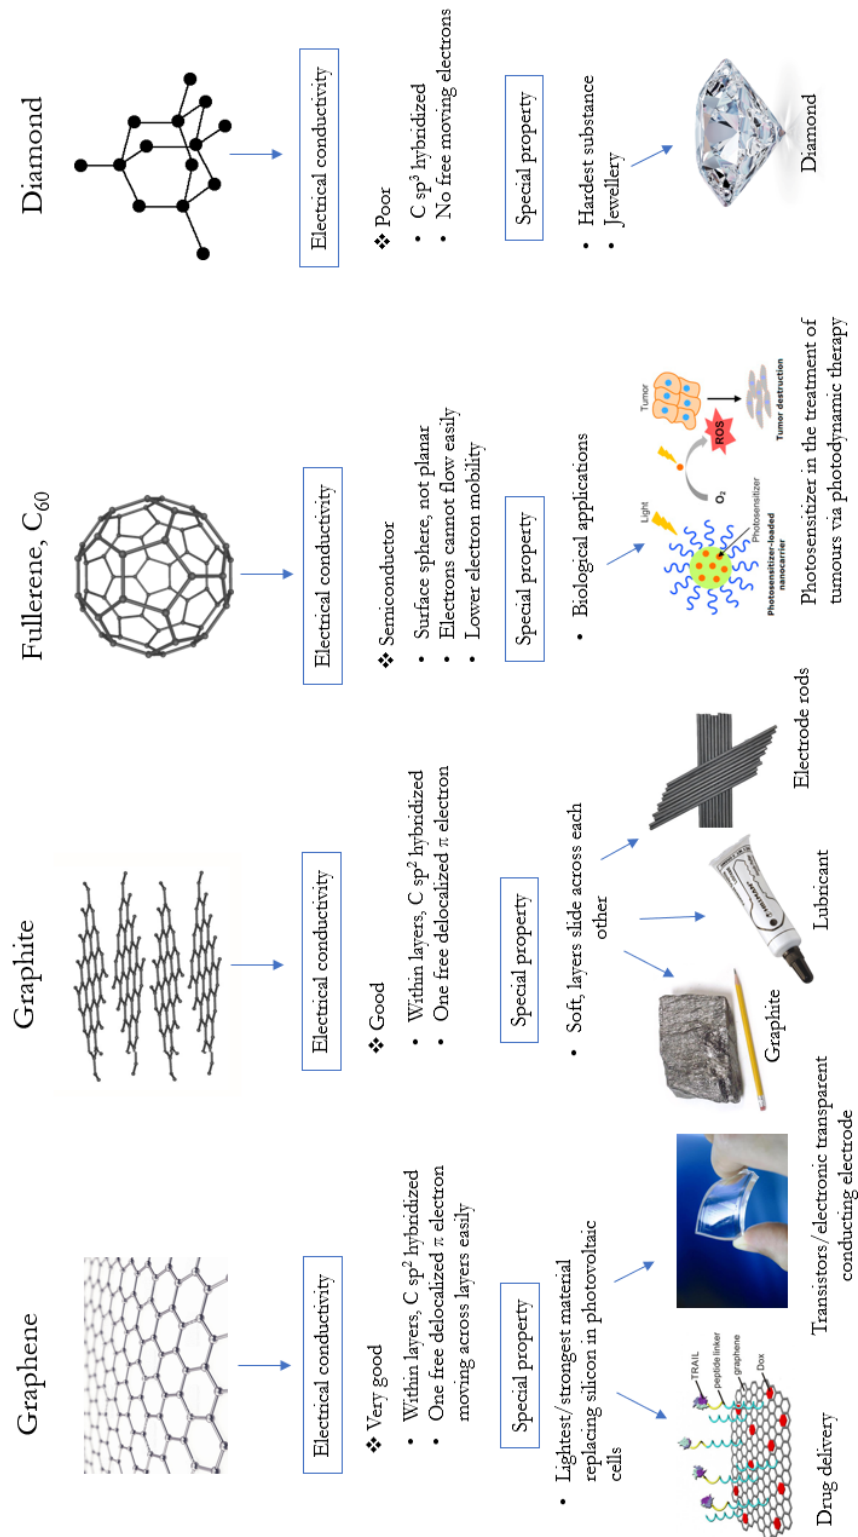 Graphene
Electrical conductivity
❖ Very good
• Within layers, C sp² hybridized
• One free delocalized π electron
moving across layers easily
Special property
• Lightest/strongest material
replacing silicon in photovoltaic
cells
TRAIL
peptide linker
graphene
Dox
Drug delivery
Transistors/electronic transparent
conducting electrode
Graphite
Electrical conductivity
❖ Good
• Within layers, C sp² hybridized
• One free delocalized π electron
Special property
• Soft, layers slide across each
other
Graphite
Lubricant
Electrode rods
Fullerene, C₆₀
Electrical conductivity
❖ Semiconductor
• Surface sphere, not planar
• Electrons cannot flow easily
• Lower electron mobility
Special property
• Biological applications
Light
Photosensitizer
Photosensitizer-loaded
nanocarrier
O₂
ROS
Tumor
Tumor destruction
Photosensitizer in the treatment of
tumours via photodynamic therapy
Diamond
Electrical conductivity
❖ Poor
• C sp³ hybridized
• No free moving electrons
Special property
• Hardest substance
• Jewellery
Diamond